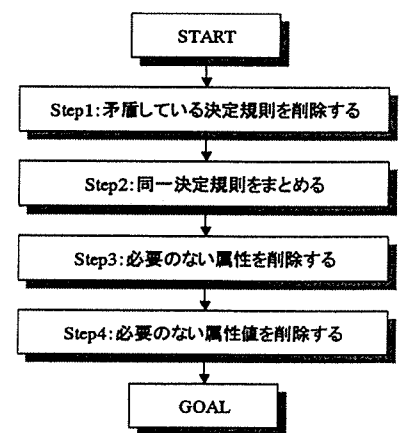 START
Step1:矛盾している決定規則を削除する
Step2:同一決定規則をまとめる
Step3:必要のない属性を削除する
Step4:必要のない属性値を削除する
GOAL